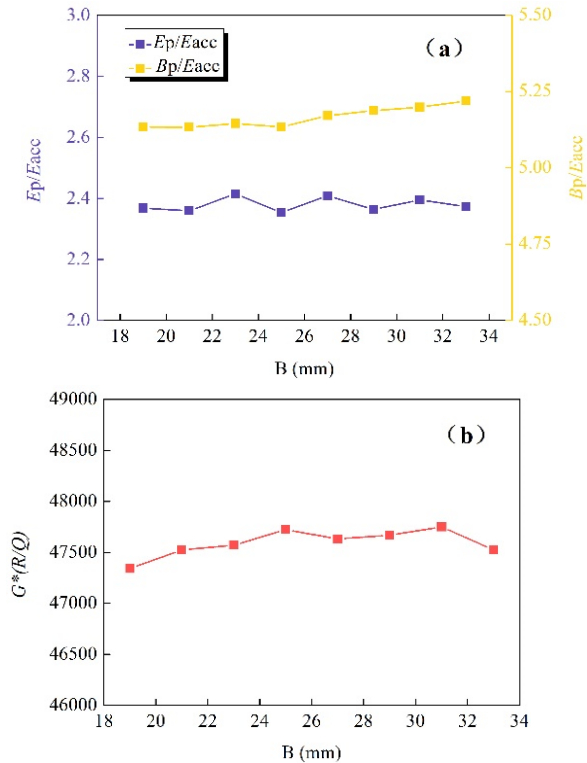 3.0
2.8
2.6
2.4
2.2
2.0
Ep/Eacc
Ep/Eacc
Bp/Eacc
(a)
5.50
5.25
5.00
4.75
4.50
Bp/Eacc
18 20 22 24 26 28 30 32 34
B (mm)
49000
48500
48000
47500
47000
46500
46000
G*(R/Q)
(b)
18 20 22 24 26 28 30 32 34
B (mm)